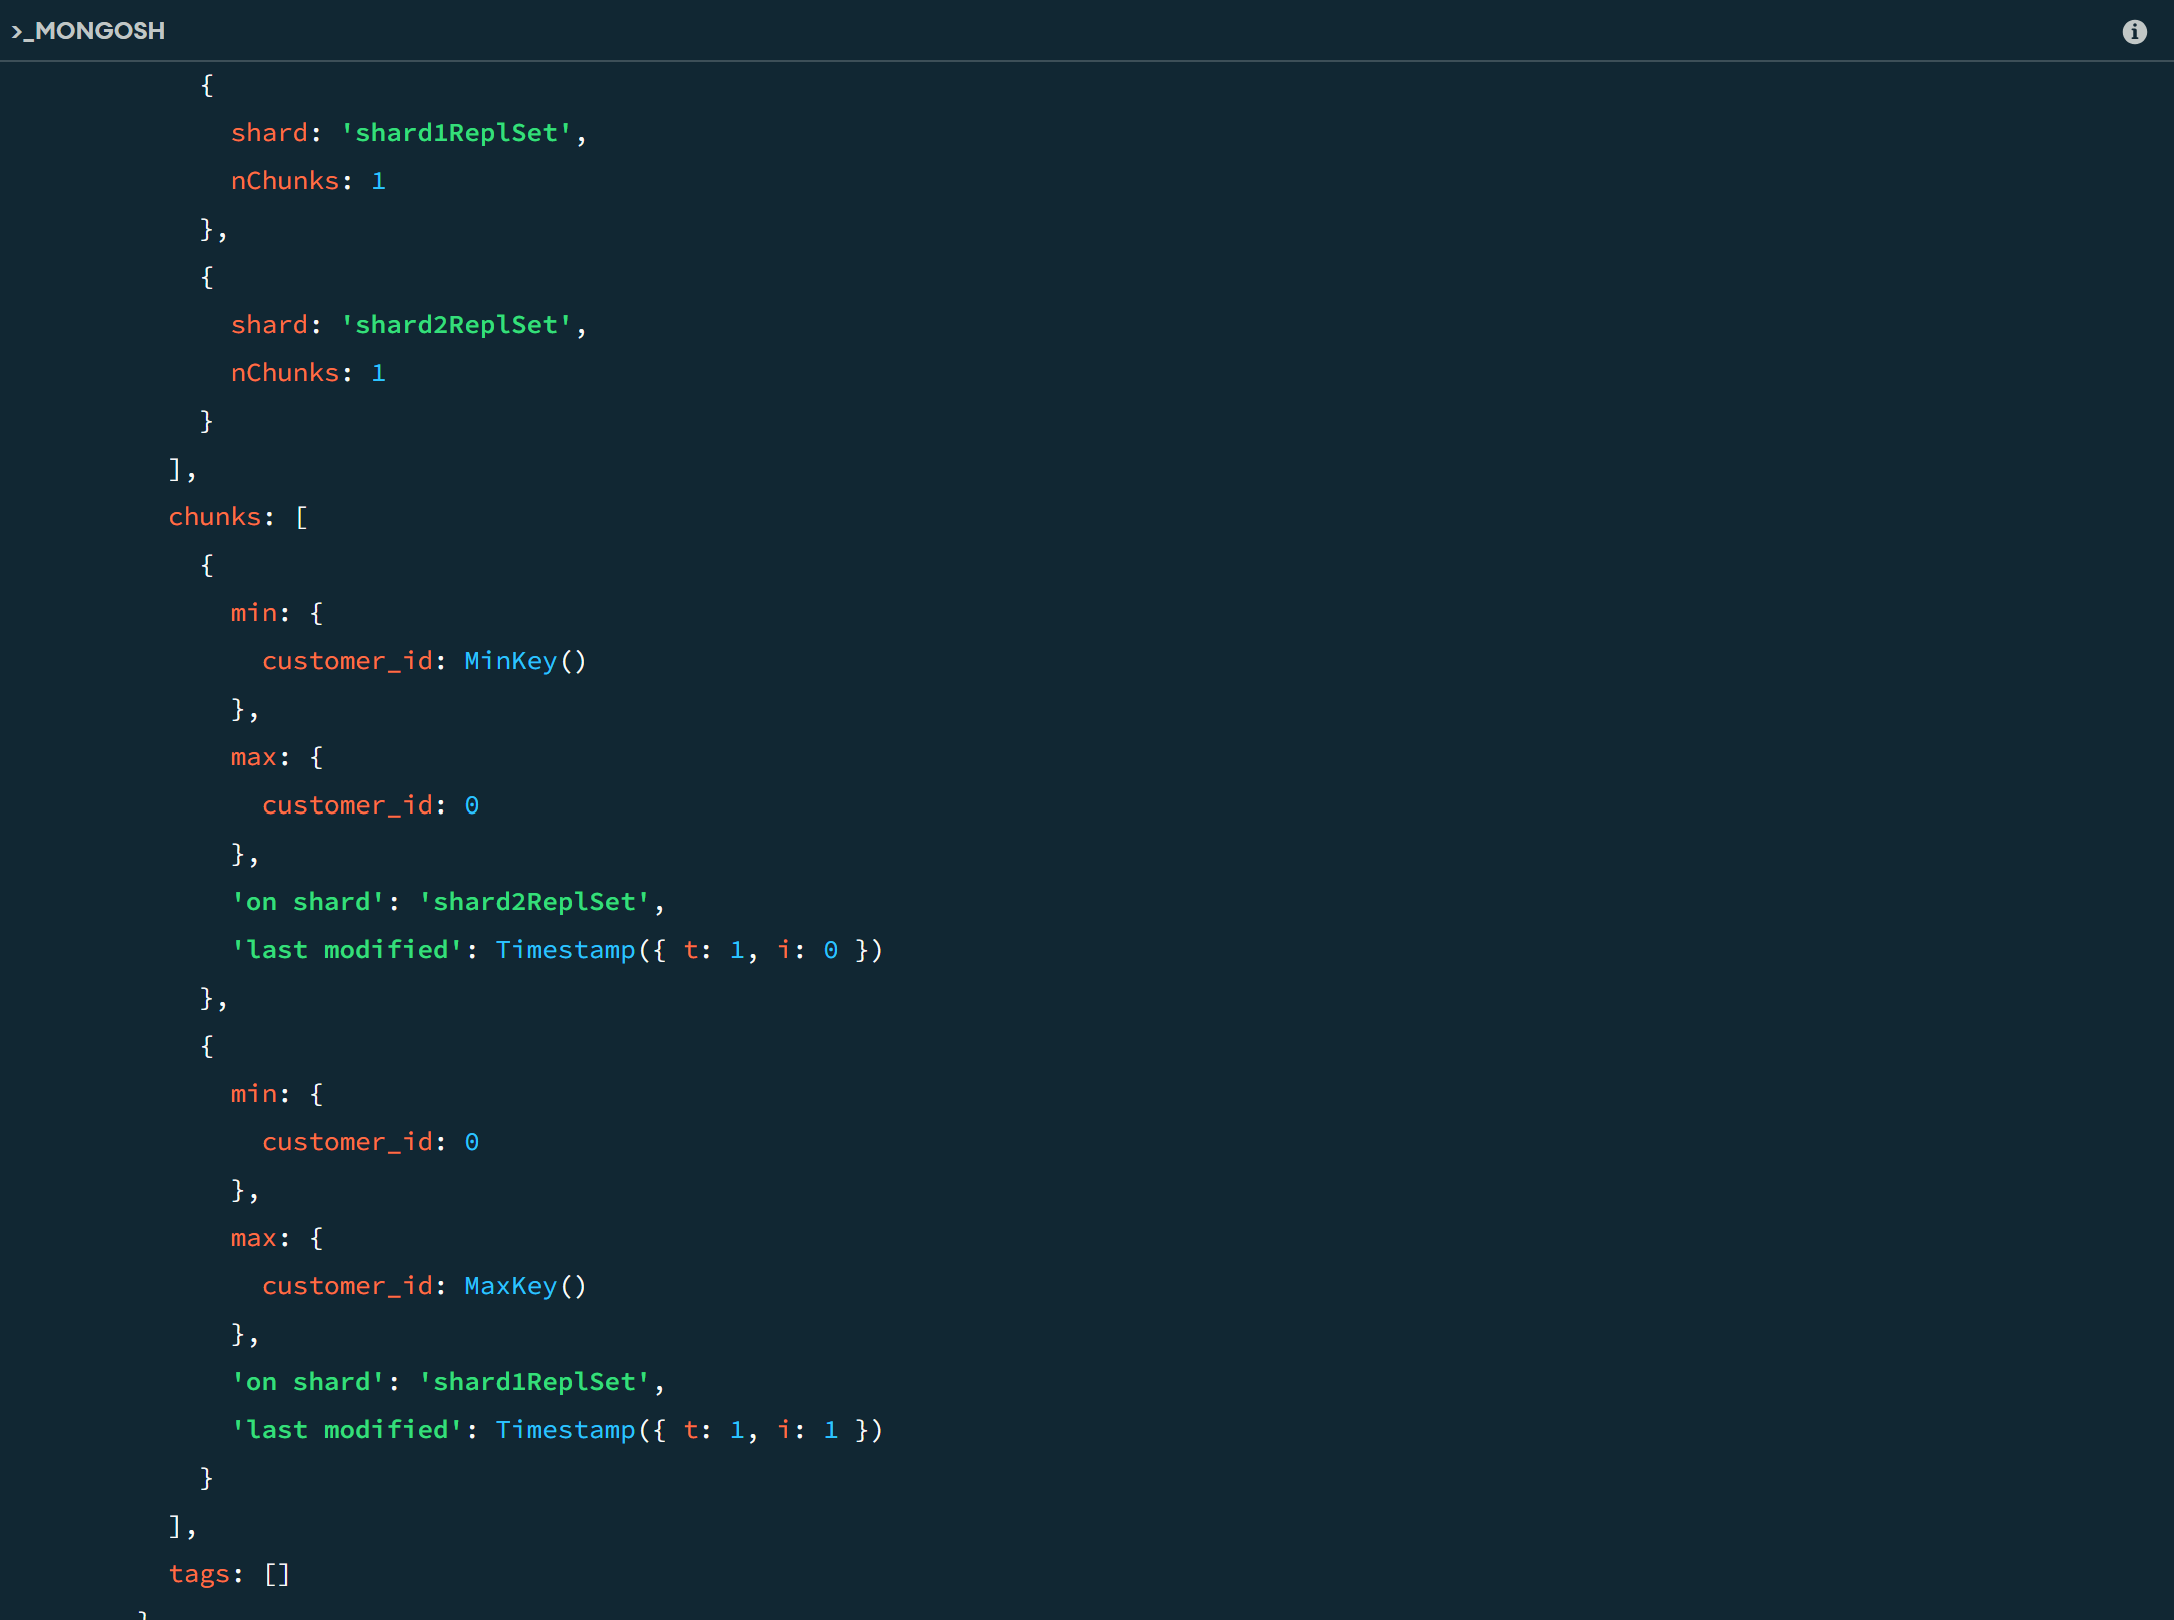 >_MONGOSH
{
shard: 'shard1ReplSet',
nChunks: 1
},
{
shard: 'shard2ReplSet',
nChunks: 1
}
],
chunks: [
{
min: {
customer_id: MinKey()
},
max: {
customer_id: 0
},
'on shard': 'shard2ReplSet',
'last modified': Timestamp({ t: 1, i: 0 })
},
{
min: {
customer_id: 0
},
max: {
customer_id: MaxKey()
},
'on shard': 'shard1ReplSet',
'last modified': Timestamp({ t: 1, i: 1 })
}
],
tags: []
}